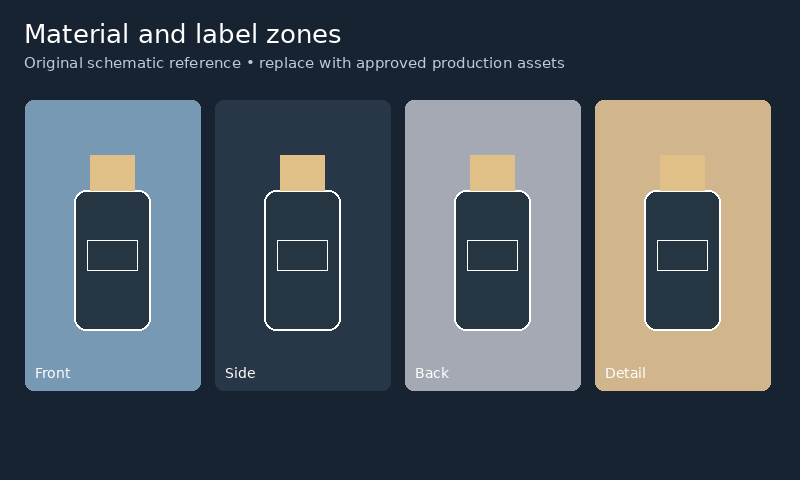 Material and label zones
Original schematic reference • replace with approved production assets
Front
Side
Back
Detail